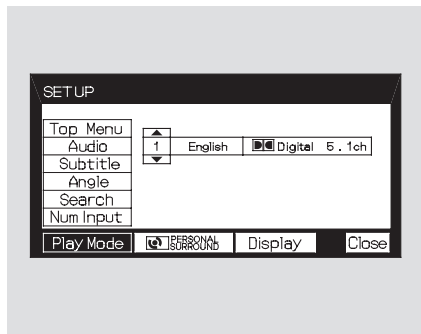 SETUP
Top Menu
Audio
Subtitle
Angle
Search
Num Input
1 English Digital 5.1ch
Play Mode PERSONAL SURROUND Display Close